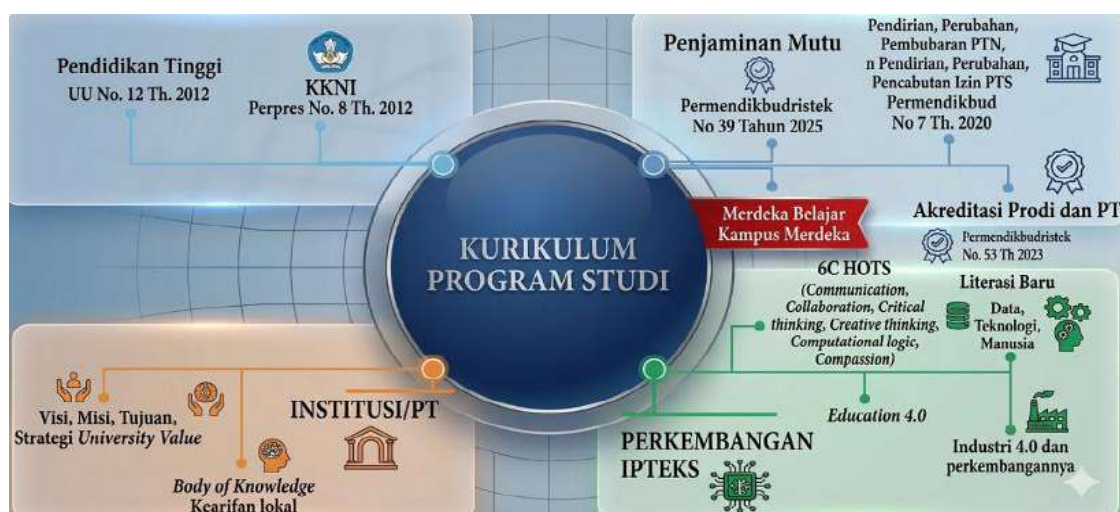 Pendidikan Tinggi
UU No. 12 Th. 2012
KKNI
Perpres No. 8 Th. 2012
Penjaminan Mutu
Permendikbudristek
No 39 Tahun 2025
Pendirian, Perubahan,
Pembubaran PTN,
n Pendirian, Perubahan,
Pencabutan Izin PTS
Permendikbud
No 7 Th. 2020
Merdeka Belajar
Kampus Merdeka
Akreditasi Prodi dan PT
Permendikbudristek
No. 53 Th 2023
KURIKULUM
PROGRAM STUDI
6C HOTS
(Communication,
Collaboration, Critical
thinking, Creative thinking,
Computational logic,
Compassion)
Literasi Baru
Data,
Teknologi,
Manusia
Education 4.0
Industri 4.0 dan
perkembangannya
PERKEMBANGAN
IPTEKS
INSTITUSI/PT
Visi, Misi, Tujuan,
Strategi University Value
Body of Knowledge
Kearifan lokal